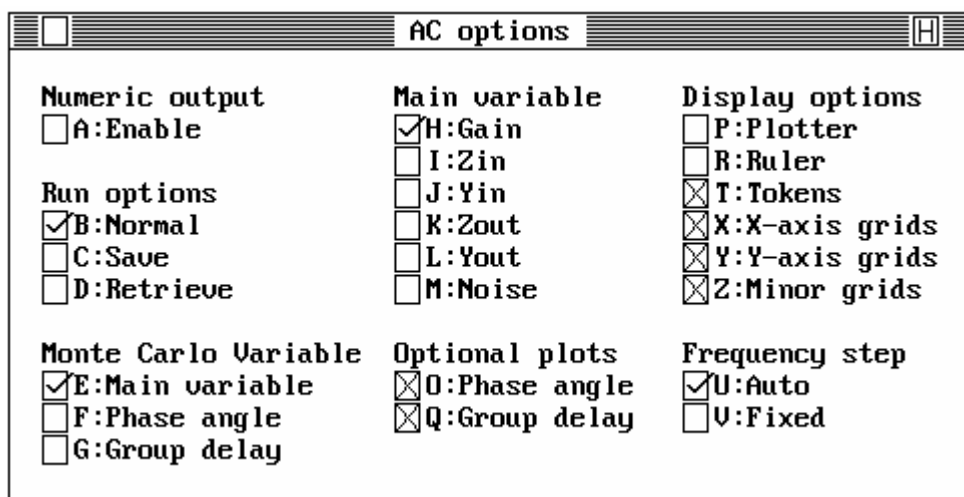 AC options
H
Numeric output
A:Enable
Run options
B:Normal
C:Save
D:Retrieve
Monte Carlo Variable
E:Main variable
F:Phase angle
G:Group delay
Main variable
H:Gain
I:Zin
J:Yin
K:Zout
L:Yout
M:Noise
Optional plots
O:Phase angle
Q:Group delay
Display options
P:Plotter
R:Ruler
T:Tokens
X:X-axis grids
Y:Y-axis grids
Z:Minor grids
Frequency step
U:Auto
V:Fixed